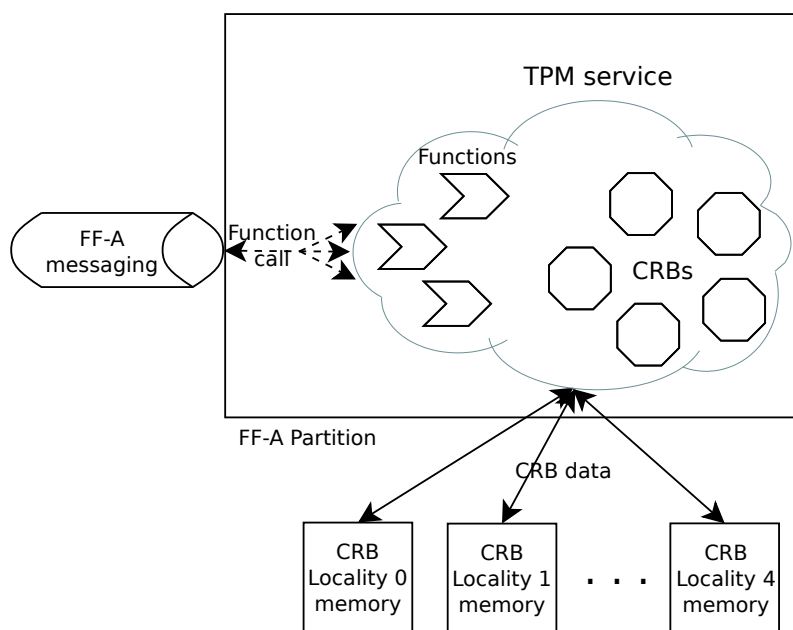 TPM service
Functions
FF-A
messaging
Function
call
CRBs
FF-A Partition
CRB data
CRB
Locality 0
memory
CRB
Locality 1
memory
. . .
CRB
Locality 4
memory